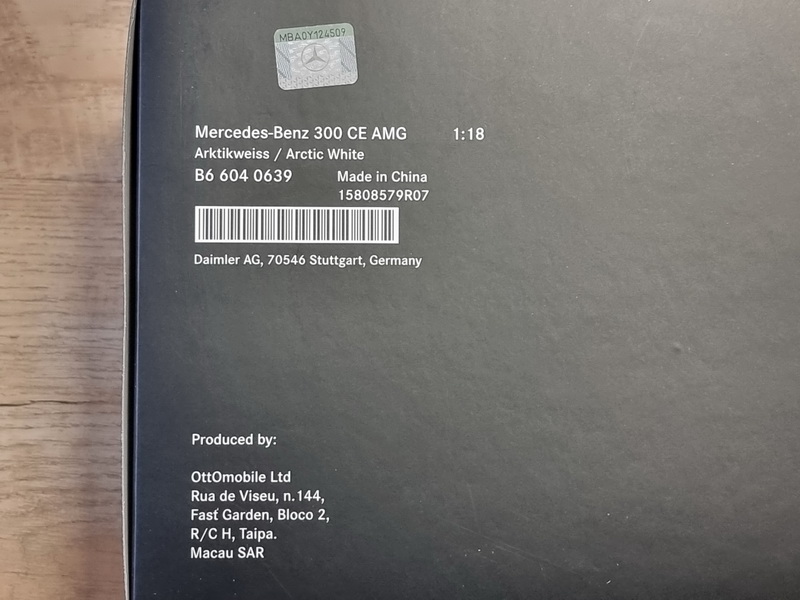 MBA0Y124509
Mercedes-Benz 300 CE AMG 1:18
Arktikweiss / Arctic White
B6 604 0639 Made in China
15808579R07
Daimler AG, 70546 Stuttgart, Germany
Produced by:
OttOmobile Ltd
Rua de Viseu, n.144,
Fast Garden, Bloco 2,
R/C H, Taipa.
Macau SAR